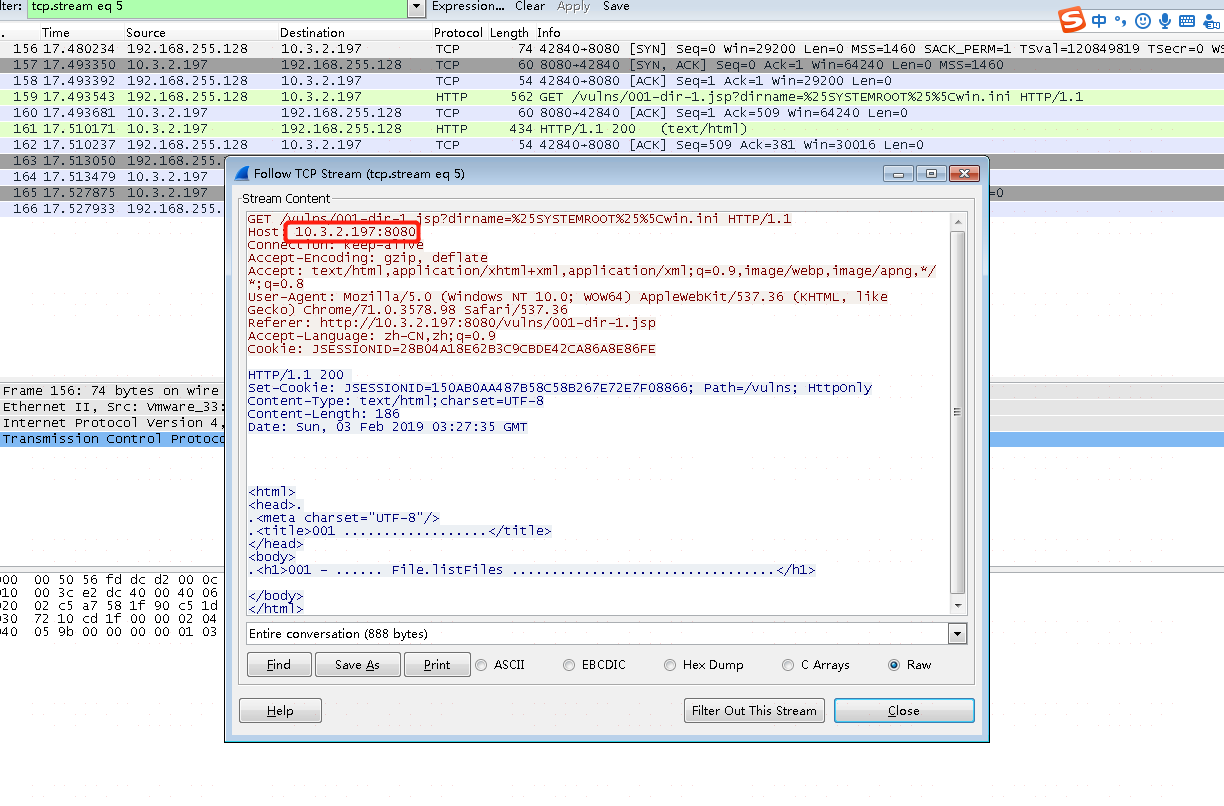 lter: tcp.stream eq 5 Expression... Clear Apply Save
中
. Time Source Destination Protocol Length Info
156 17.480234 192.168.255.128 10.3.2.197 TCP 74 42840→8080 [SYN] Seq=0 Win=29200 Len=0 MSS=1460 SACK_PERM=1 TSval=120849819 TSecr=0 WS
157 17.493350 10.3.2.197 192.168.255.128 TCP 60 8080→42840 [SYN, ACK] Seq=0 Ack=1 Win=64240 Len=0 MSS=1460
158 17.493392 192.168.255.128 10.3.2.197 TCP 54 42840→8080 [ACK] Seq=1 Ack=1 Win=29200 Len=0
159 17.493543 192.168.255.128 10.3.2.197 HTTP 562 GET /vulns/001-dir-1.jsp?dirname=%25SYSTEMROOT%25%5Cwin.ini HTTP/1.1
160 17.493681 10.3.2.197 192.168.255.128 TCP 60 8080→42840 [ACK] Seq=1 Ack=509 Win=64240 Len=0
161 17.510171 10.3.2.197 192.168.255.128 HTTP 434 HTTP/1.1 200 (text/html)
162 17.510237 192.168.255.128 10.3.2.197 TCP 54 42840→8080 [ACK] Seq=509 Ack=381 Win=30016 Len=0
163 17.513050 192.168.255.
164 17.513479 10.3.2.197
165 17.527875 10.3.2.197 =0
166 17.527933 192.168.255.
Follow TCP Stream (tcp.stream eq 5)
Stream Content
GET /vulns/001-dir-1.jsp?dirname=%25SYSTEMROOT%25%5Cwin.ini HTTP/1.1
Host: 10.3.2.197:8080
Connection: keep-alive
Accept-Encoding: gzip, deflate
Accept: text/html,application/xhtml+xml,application/xml;q=0.9,image/webp,image/apng,*/
*;q=0.8
User-Agent: Mozilla/5.0 (Windows NT 10.0; WOW64) AppleWebKit/537.36 (KHTML, like
Gecko) Chrome/71.0.3578.98 Safari/537.36
Referer: http://10.3.2.197:8080/vulns/001-dir-1.jsp
Accept-Language: zh-CN,zh;q=0.9
Cookie: JSESSIONID=28B04A18E62B3C9CBDE42CA86A8E86FE
HTTP/1.1 200
Set-Cookie: JSESSIONID=150AB0AA487B58C58B267E72E7F08866; Path=/vulns; HttpOnly
Content-Type: text/html;charset=UTF-8
Content-Length: 186
Date: Sun, 03 Feb 2019 03:27:35 GMT
<html>
<head>.
.<meta charset="UTF-8"/>
.<title>001 ..................</title>
</head>
<body>
.<h1>001 - ...... File.listFiles .................................</h1>
</body>
</html>
Entire conversation (888 bytes)
Find Save As Print ASCII EBCDIC Hex Dump C Arrays Raw
Help Filter Out This Stream Close
Frame 156: 74 bytes on wire
Ethernet II, Src: Vmware_33:
Internet Protocol Version 4,
Transmission Control Protoco
000 00 50 56 fd dc d2 00 0c
010 00 3c e2 dc 40 00 40 06
020 02 c5 a7 58 1f 90 c5 1d
030 72 10 cd 1f 00 00 02 04
040 05 9b 00 00 00 00 01 03